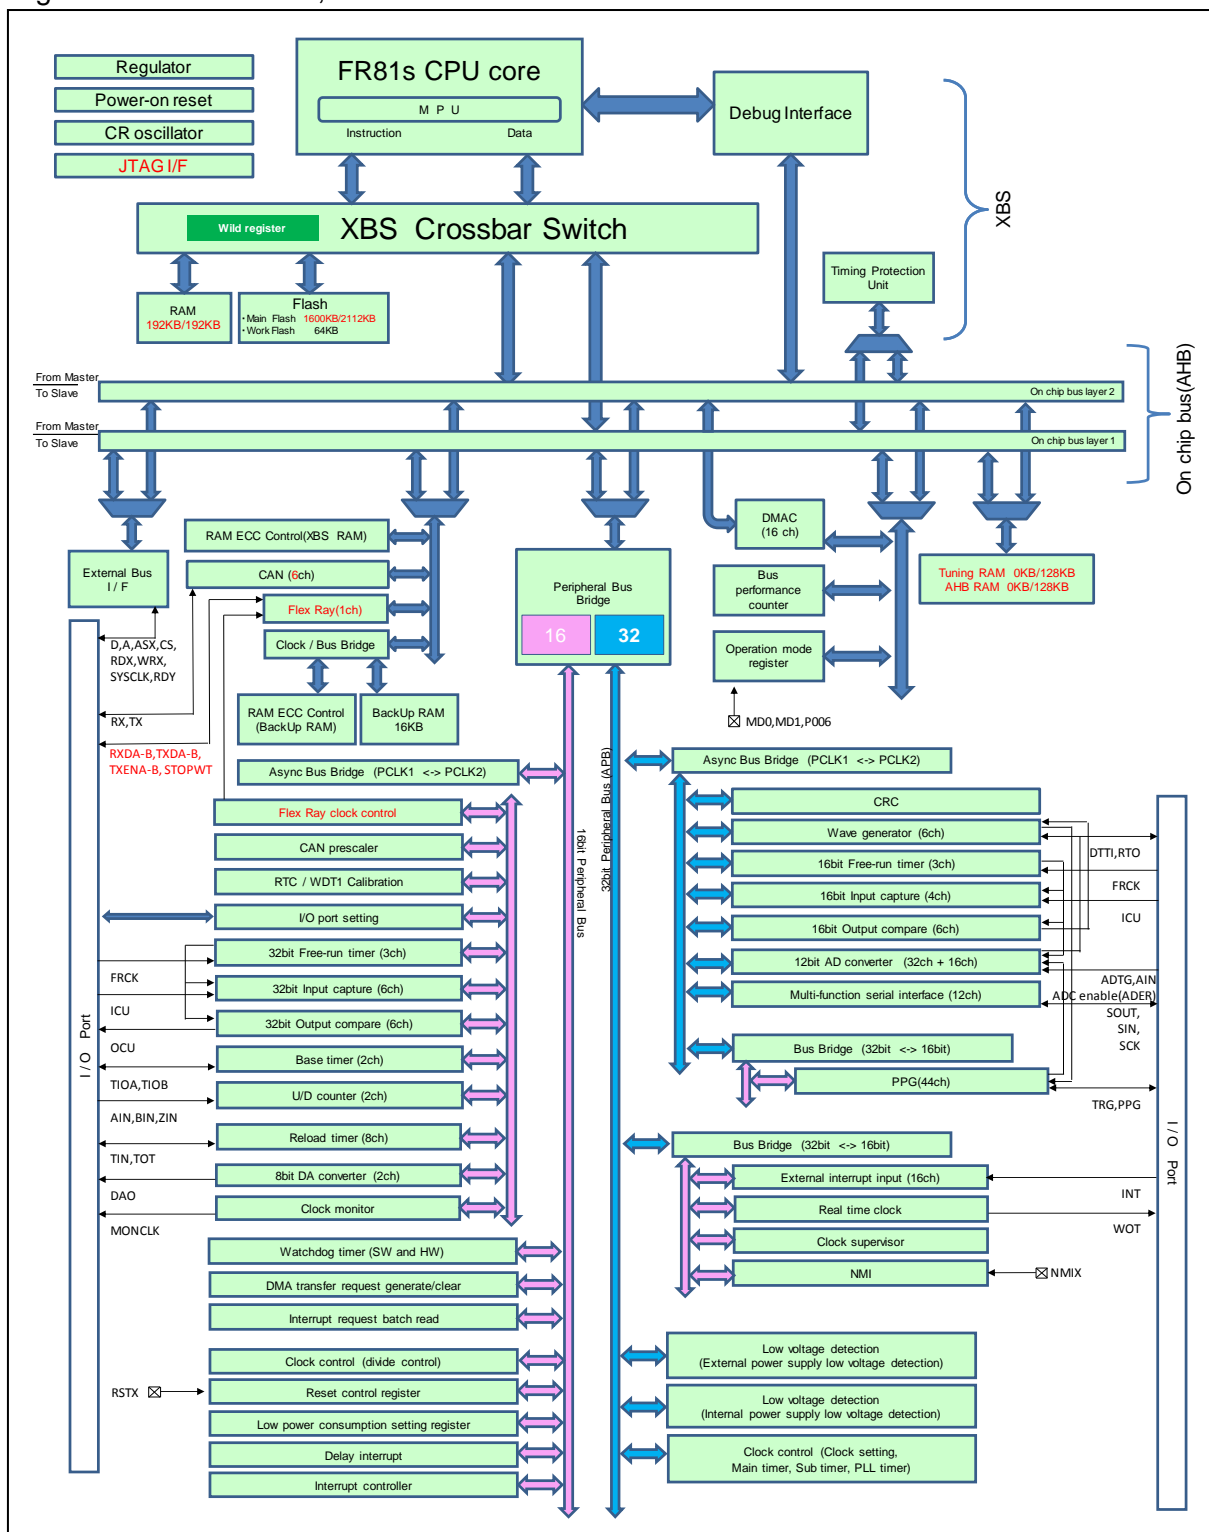 Regulator
Power-on reset
CR oscillator
JTAG I/F
FR81s CPU core
M P U
Instruction
Data
Debug Interface
XBS
Wild register
XBS Crossbar Switch
RAM
192KB/192KB
Flash
・Main Flash 1600KB/2112KB
・Work Flash 64KB
Timing Protection
Unit
From Master
To Slave
On chip bus layer 2
From Master
To Slave
On chip bus layer 1
On chip bus(AHB)
External Bus
I / F
RAM ECC Control(XBS RAM)
CAN (6ch)
Flex Ray(1ch)
Clock / Bus Bridge
RAM ECC Control
(BackUp RAM)
BackUp RAM
16KB
Peripheral Bus
Bridge
16
32
DMAC
(16 ch)
Bus
performance
counter
Operation mode
register
MD0,MD1,P006
Tuning RAM 0KB/128KB
AHB RAM 0KB/128KB
D,A,ASX,CS,
RDX,WRX,
SYSCLK,RDY
RX,TX
RXDA-B,TXDA-B,
TXENA-B, STOPWT
I / O Port
Async Bus Bridge (PCLK1 <-> PCLK2)
Flex Ray clock control
CAN prescaler
RTC / WDT1 Calibration
I/O port setting
32bit Free-run timer (3ch)
FRCK
32bit Input capture (6ch)
ICU
32bit Output compare (6ch)
OCU
Base timer (2ch)
TIOA,TIOB
U/D counter (2ch)
AIN,BIN,ZIN
Reload timer (8ch)
TIN,TOT
8bit DA converter (2ch)
DAO
Clock monitor
MONCLK
Watchdog timer (SW and HW)
DMA transfer request generate/clear
Interrupt request batch read
Clock control (divide control)
RSTX
Reset control register
Low power consumption setting register
Delay interrupt
Interrupt controller
16bit Peripheral Bus
32bit Peripheral Bus (APB)
Async Bus Bridge (PCLK1 <-> PCLK2)
CRC
Wave generator (6ch)
DTTI,RTO
16bit Free-run timer (3ch)
FRCK
16bit Input capture (4ch)
ICU
16bit Output compare (6ch)
12bit AD converter (32ch + 16ch)
ADTG,AIN
ADC enable(ADER)
Multi-function serial interface (12ch)
SOUT,
SIN,
SCK
Bus Bridge (32bit <-> 16bit)
PPG(44ch)
TRG,PPG
I / O Port
Bus Bridge (32bit <-> 16bit)
External interrupt input (16ch)
INT
Real time clock
WOT
Clock supervisor
NMI
NMIX
Low voltage detection
(External power supply low voltage detection)
Low voltage detection
(Internal power supply low voltage detection)
Clock control (Clock setting,
Main timer, Sub timer, PLL timer)